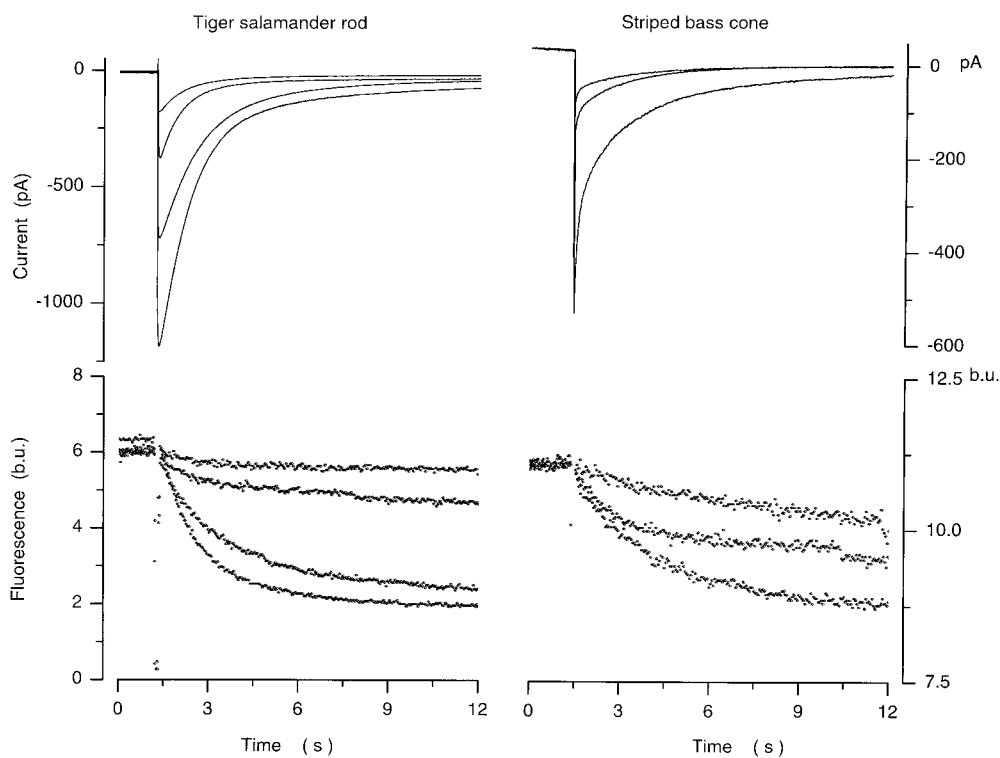 Tiger salamander rod
Striped bass cone
0
-500
-1000
Current (pA)
0 pA
-200
-400
-600
8
6
4
2
0
Fluorescence (b.u.)
12.5 b.u.
10.0
7.5
0 3 6 9 12
Time ( s )
0 3 6 9 12
Time ( s )